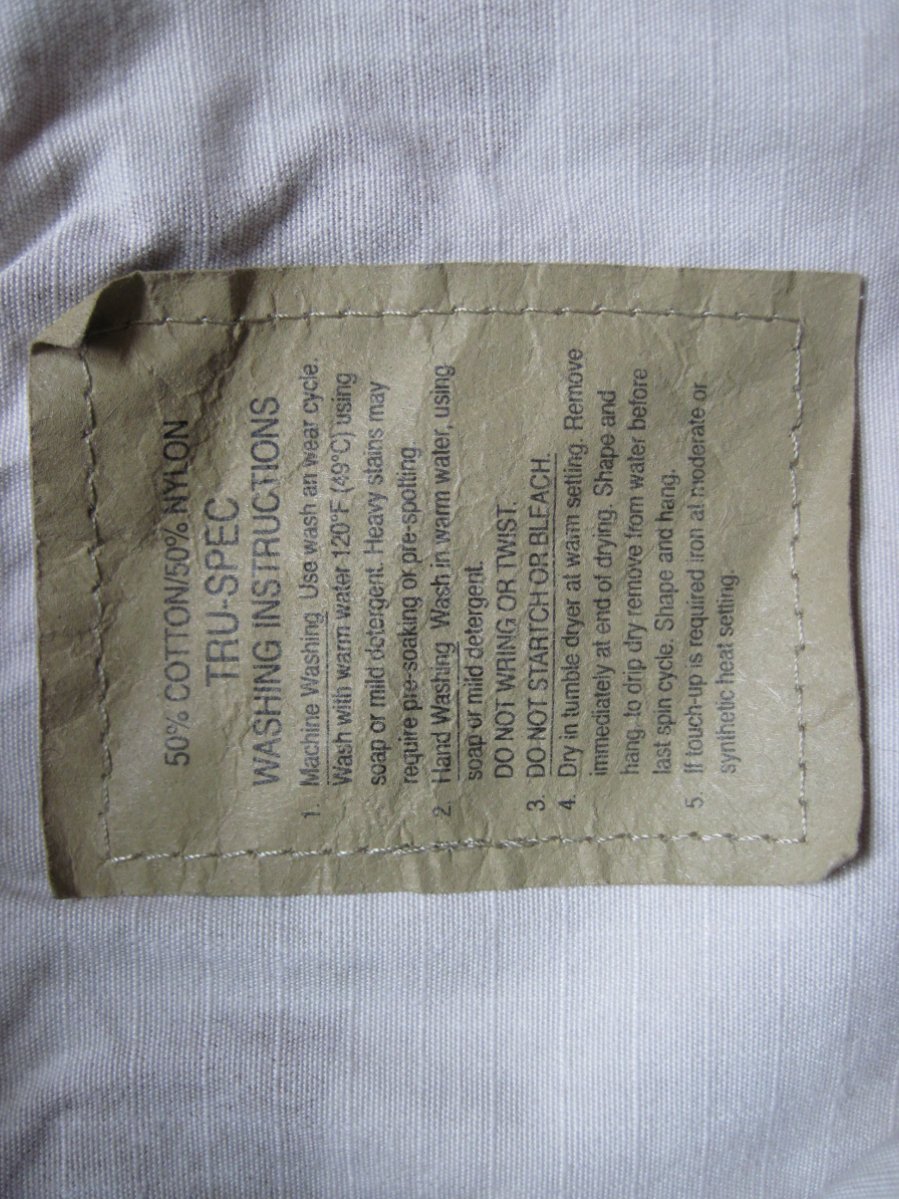 50% COTTON/50% NYLON
TRU-SPEC
WASHING INSTRUCTIONS
1. Machine Washing Use wash an wear cycle.
Wash with warm water 120°F (49°C) using
soap or mild detergent. Heavy stains may
require pre-soaking or pre-spotting.
2. Hand Washing Wash in warm water, using
soap or mild detergent.
DO NOT WRING OR TWIST.
3. DO NOT STARTCH OR BLEACH.
4. Dry in tumble dryer at warm setting. Remove
immediately at end of drying. Shape and
hang, to drip dry remove from water before
last spin cycle. Shape and hang.
5. If touch-up is required iron at moderate or
synthetic heat setting.